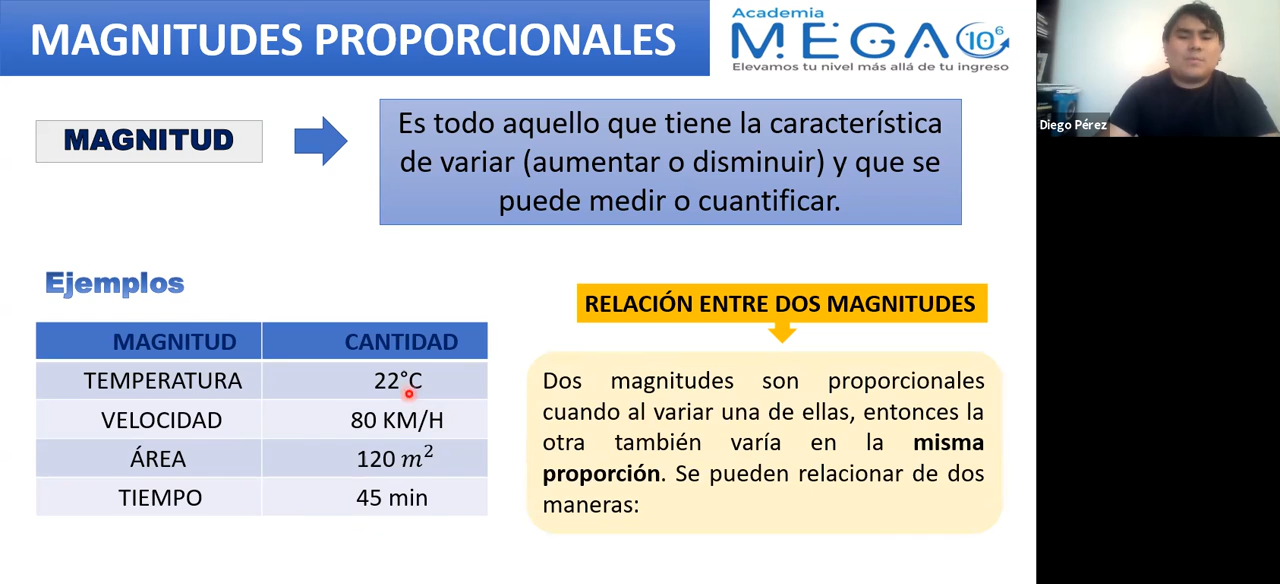 MAGNITUDES PROPORCIONALES
Academia
MEGA 10⁶
Elevamos tu nivel más allá de tu ingreso
Diego Pérez
MAGNITUD
Es todo aquello que tiene la característica
de variar (aumentar o disminuir) y que se
puede medir o cuantificar.
Ejemplos
MAGNITUD CANTIDAD
TEMPERATURA 22°C
VELOCIDAD 80 KM/H
ÁREA 120 m²
TIEMPO 45 min
RELACIÓN ENTRE DOS MAGNITUDES
Dos magnitudes son proporcionales
cuando al variar una de ellas, entonces la
otra también varía en la misma
proporción. Se pueden relacionar de dos
maneras: